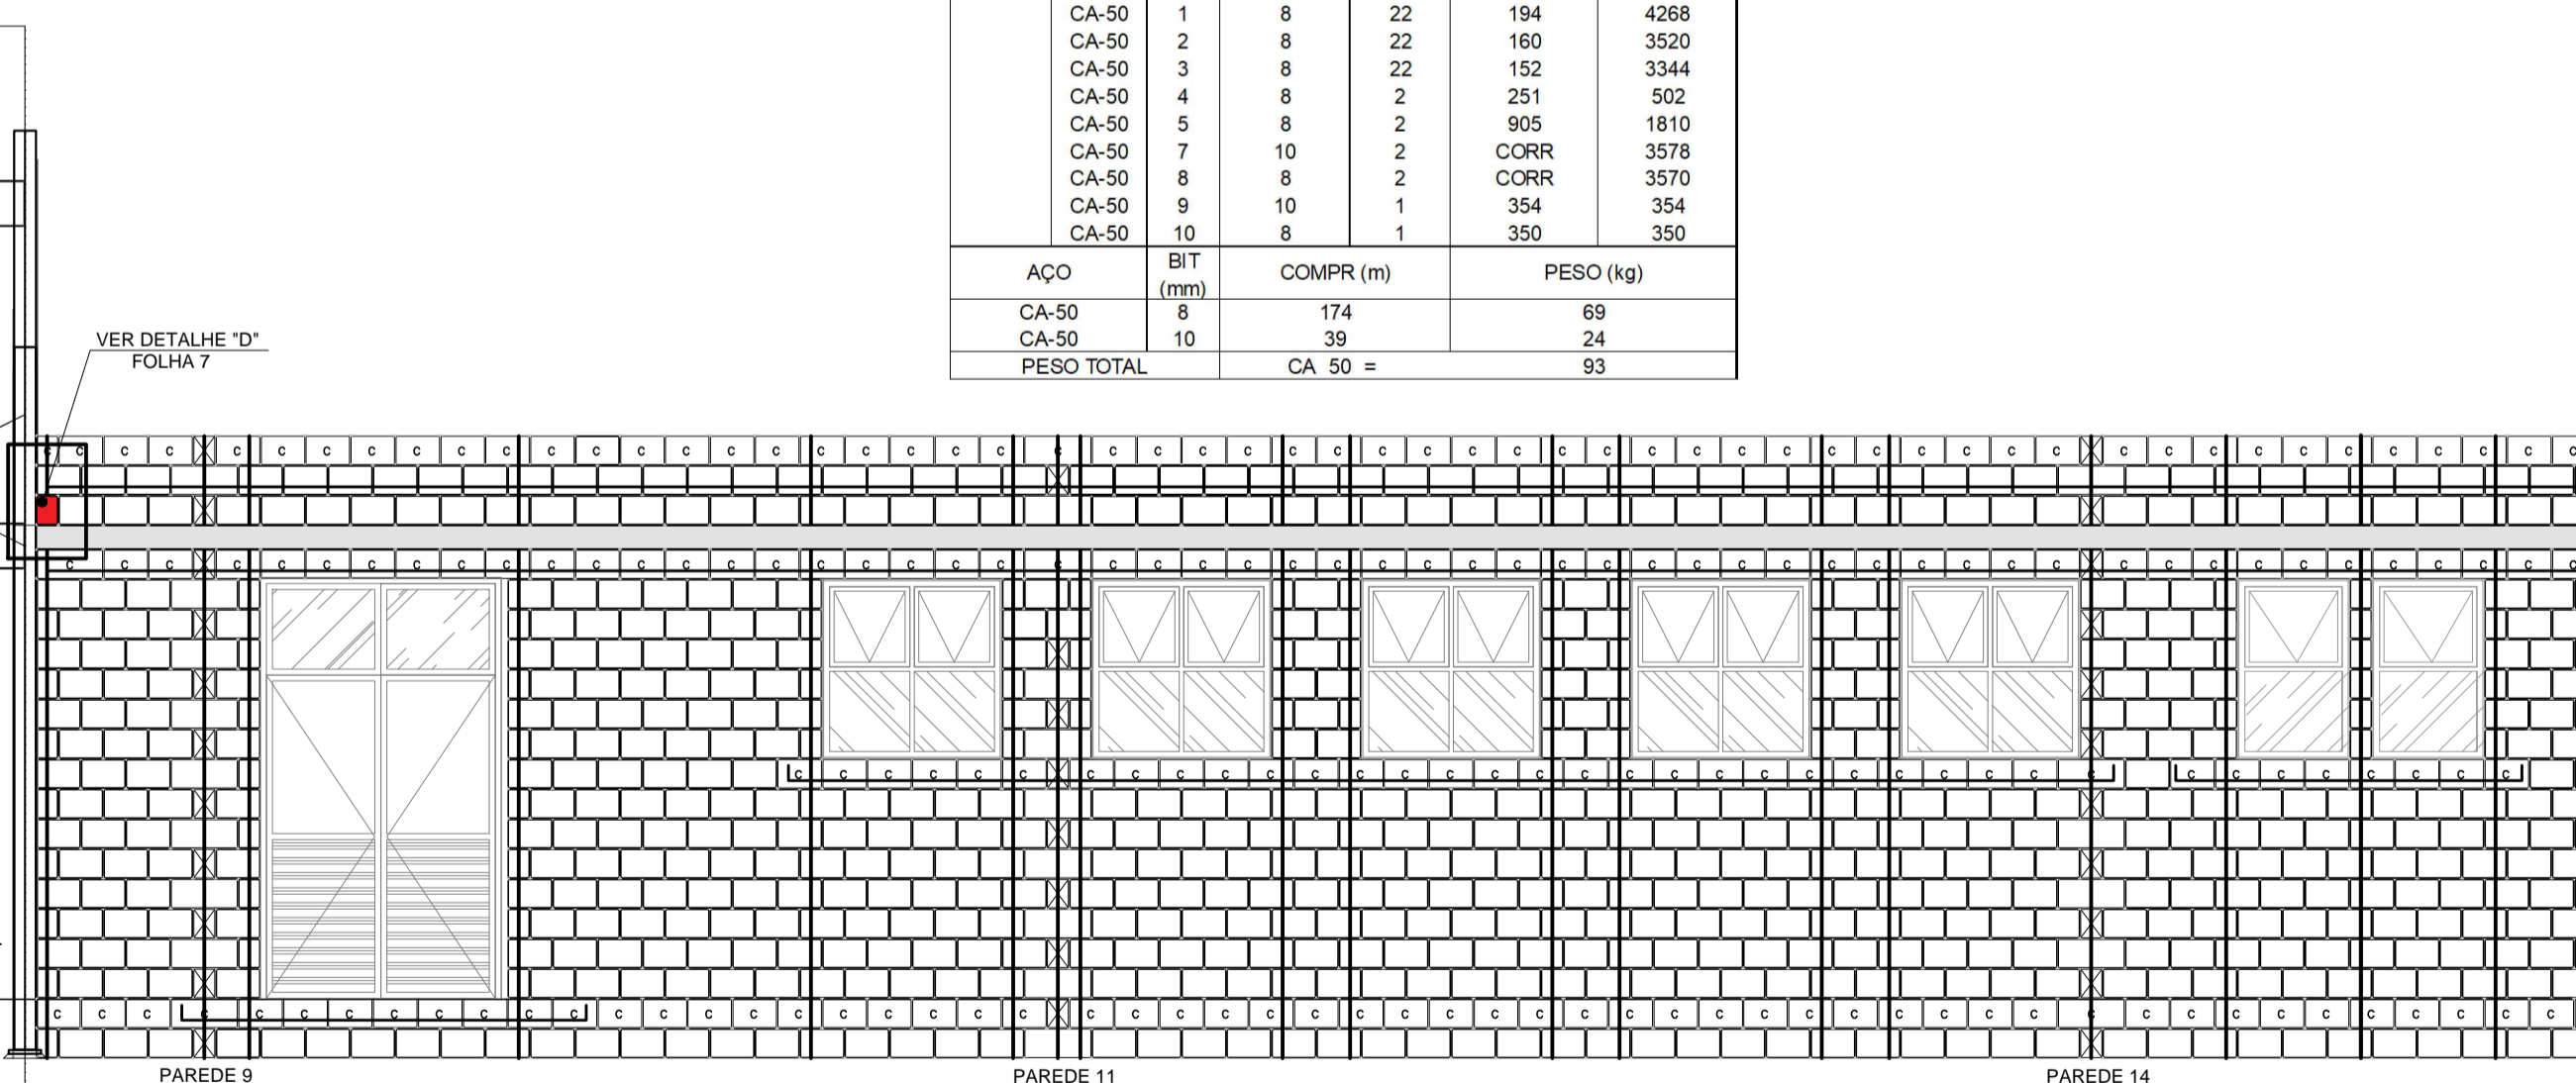 CA-50 1 8 22 194 4268
CA-50 2 8 22 160 3520
CA-50 3 8 22 152 3344
CA-50 4 8 2 251 502
CA-50 5 8 2 905 1810
CA-50 7 10 2 CORR 3578
CA-50 8 8 2 CORR 3570
CA-50 9 10 1 354 354
CA-50 10 8 1 350 350
AÇO BIT (mm) COMPR (m) PESO (kg)
CA-50 8 174 69
CA-50 10 39 24
PESO TOTAL CA 50 = 93
VER DETALHE "D"
FOLHA 7
C C C C C C C C C C C C C C C C C C C C C C C C C C C C C C C C C C C C C C C C C C C C C C C C C C C C C C C C
C C C C C C C C C C C C C C C C C C C C C C C C C C C C C C C C C C C C C C C C C C C C C C C C C C C C C C C
C C C C C C C C C C C C C C C C C C C C C C C C C C C C C C C C C C C C C
C C C C C C C C C C C C C C C C C C C C C C C C C C C C C C C C C C C C C C C C C C C C C C C C C C C C C C C
PAREDE 9
PAREDE 11
PAREDE 14